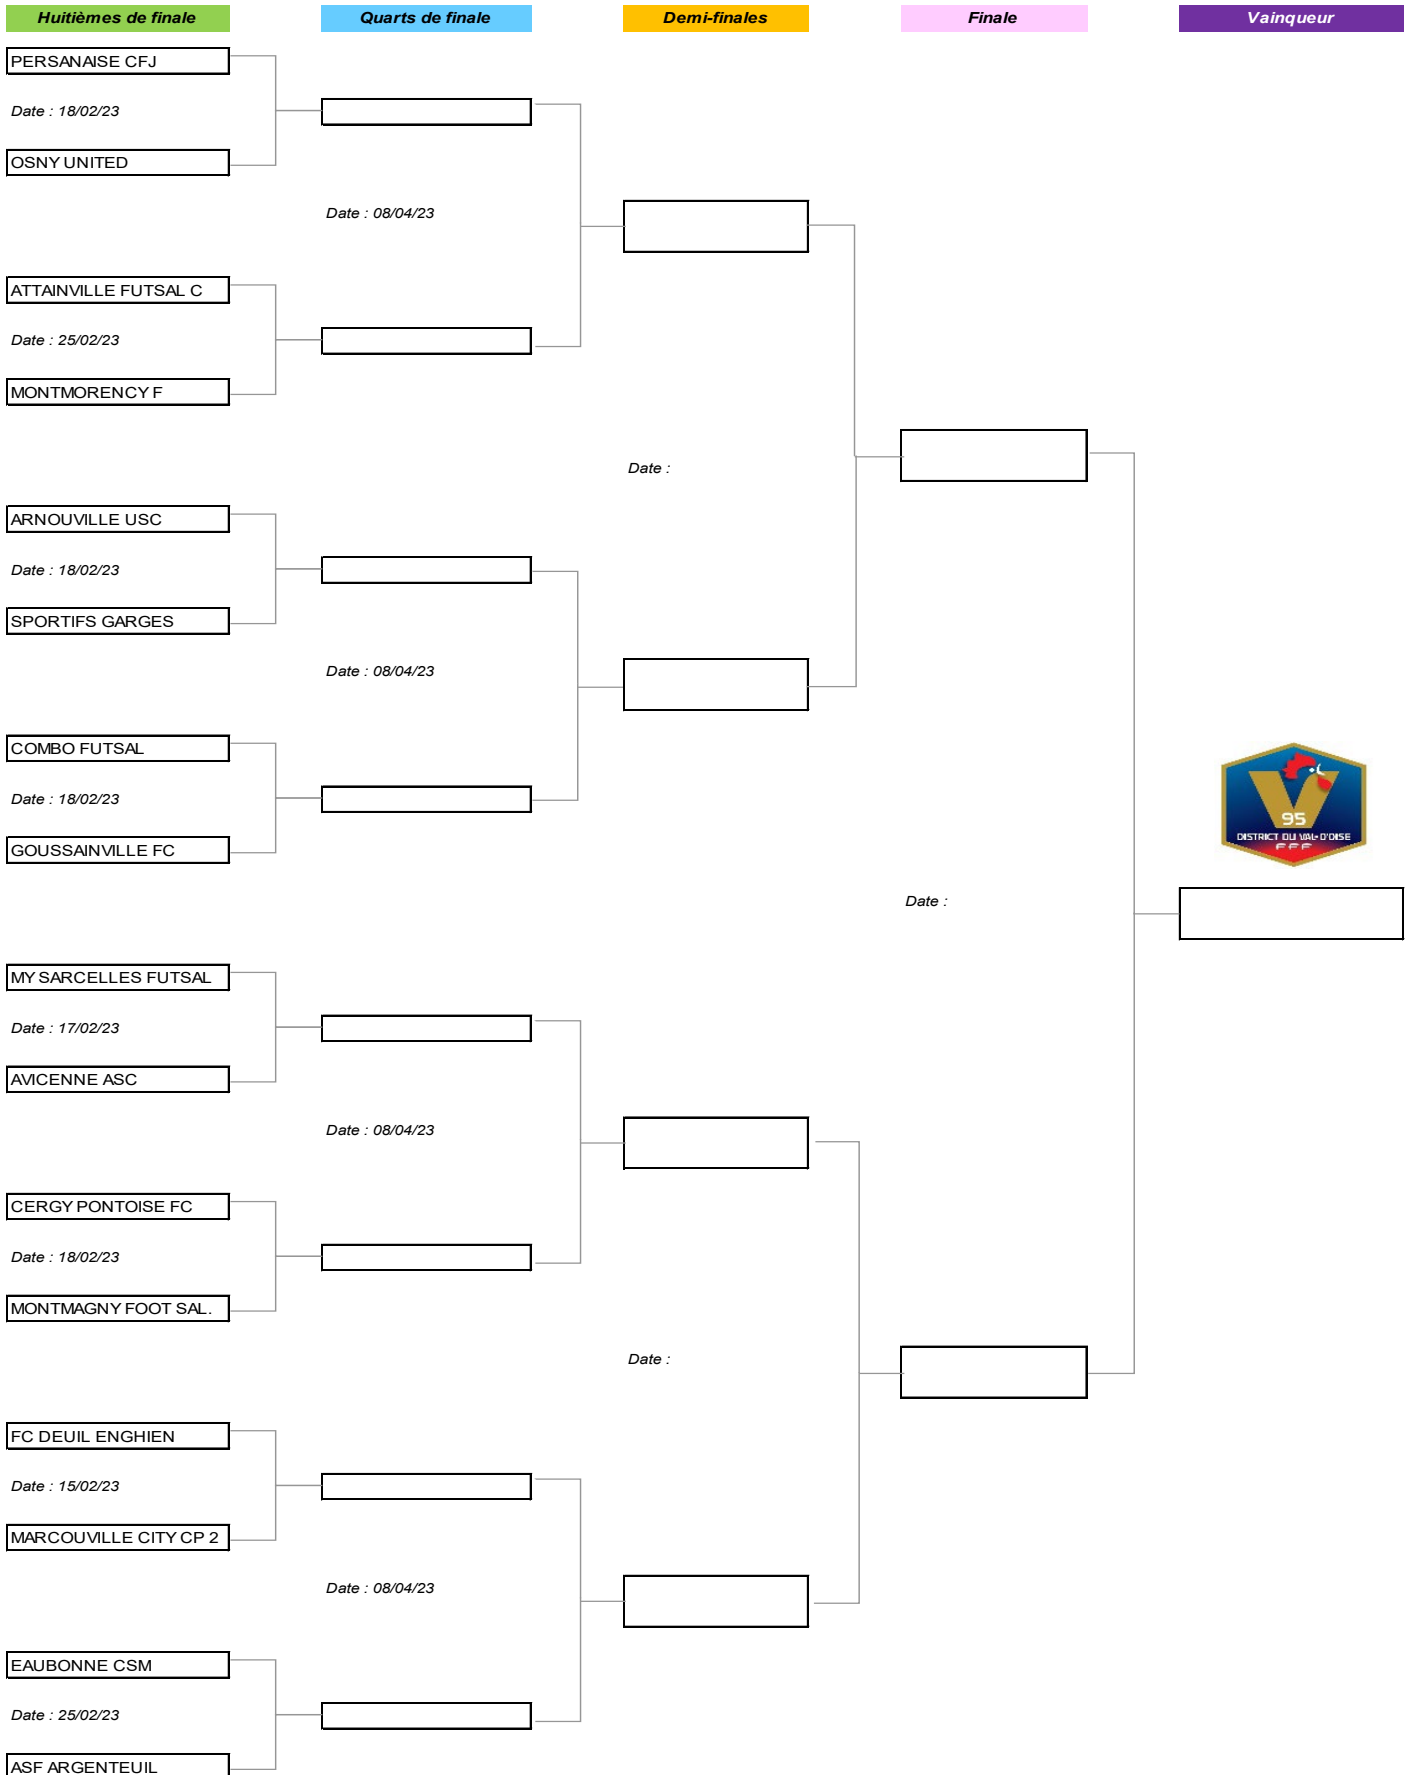 Huitièmes de finale
Quarts de finale
Demi-finales
Finale
Vainqueur
PERSANAISE CFJ
Date : 18/02/23
OSNY UNITED
Date : 08/04/23
ATTAINVILLE FUTSAL C
Date : 25/02/23
MONTMORENCY F
Date :
ARNOUVILLE USC
Date : 18/02/23
SPORTIFS GARGES
Date : 08/04/23
COMBO FUTSAL
Date : 18/02/23
GOUSSAINVILLE FC
95
DISTRICT DU VAL-D'OISE
FFF
Date :
MY SARCELLES FUTSAL
Date : 17/02/23
AVICENNE ASC
Date : 08/04/23
CERGY PONTOISE FC
Date : 18/02/23
MONTMAGNY FOOT SAL.
Date :
FC DEUIL ENGHIEN
Date : 15/02/23
MARCOUVILLE CITY CP 2
Date : 08/04/23
EAUBONNE CSM
Date : 25/02/23
ASF ARGENTEUIL